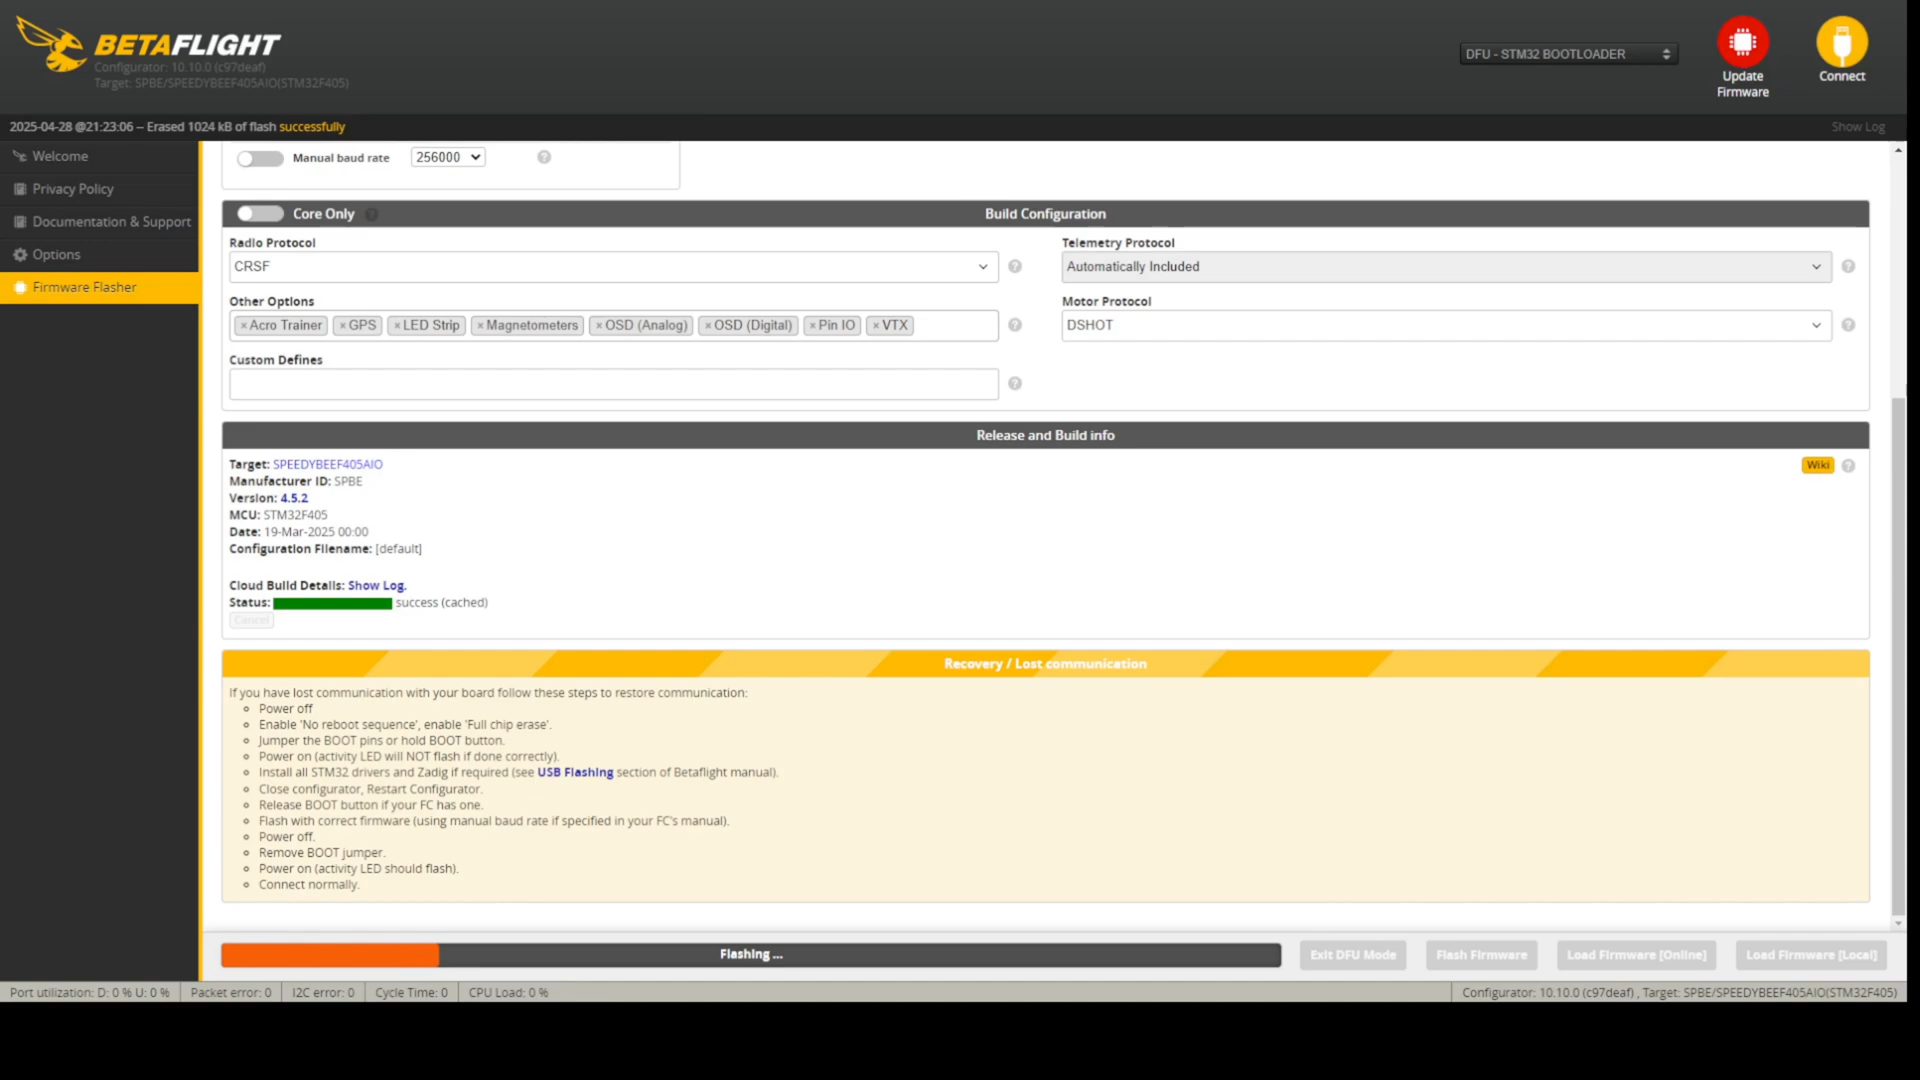 BETAFLIGHT
Configurator: 10.10.0 (c97deaf)
Target: SPBE/SPEEDYBEEF405AIO(STM32F405)
DFU - STM32 BOOTLOADER
Update
Firmware
Connect
2025-04-28 @21:23:06 -- Erased 1024 kB of flash successfully
Show Log
Welcome
Privacy Policy
Documentation & Support
Options
Firmware Flasher
Manual baud rate
256000
Core Only
Build Configuration
Radio Protocol
CRSF
Telemetry Protocol
Automatically Included
Other Options
×Acro Trainer ×GPS ×LED Strip ×Magnetometers ×OSD (Analog) ×OSD (Digital) ×Pin IO ×VTX
Motor Protocol
DSHOT
Custom Defines
Release and Build info
Target: SPEEDYBEEF405AIO
Wiki
Manufacturer ID: SPBE
Version: 4.5.2
MCU: STM32F405
Date: 19-Mar-2025 00:00
Configuration Filename: [default]
Cloud Build Details: Show Log.
Status: success (cached)
Cancel
Recovery / Lost communication
If you have lost communication with your board follow these steps to restore communication:
Power off
Enable 'No reboot sequence', enable 'Full chip erase'.
Jumper the BOOT pins or hold BOOT button.
Power on (activity LED will NOT flash if done correctly).
Install all STM32 drivers and Zadig if required (see USB Flashing section of Betaflight manual).
Close configurator, Restart Configurator.
Release BOOT button if your FC has one.
Flash with correct firmware (using manual baud rate if specified in your FC's manual).
Power off.
Remove BOOT jumper.
Power on (activity LED should flash).
Connect normally.
Flashing ...
Exit DFU Mode
Flash Firmware
Load Firmware [Online]
Load Firmware [Local]
Port utilization: D: 0 % U: 0 %
Packet error: 0
I2C error: 0
Cycle Time: 0
CPU Load: 0 %
Configurator: 10.10.0 (c97deaf) , Target: SPBE/SPEEDYBEEF405AIO(STM32F405)